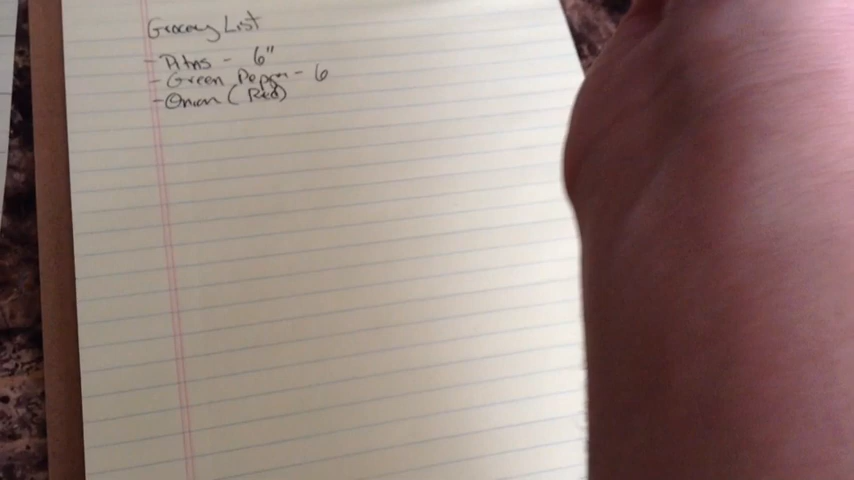 Grocery List
- Pitas - 6"
- Green Pepper - 6
- Onion (Red)